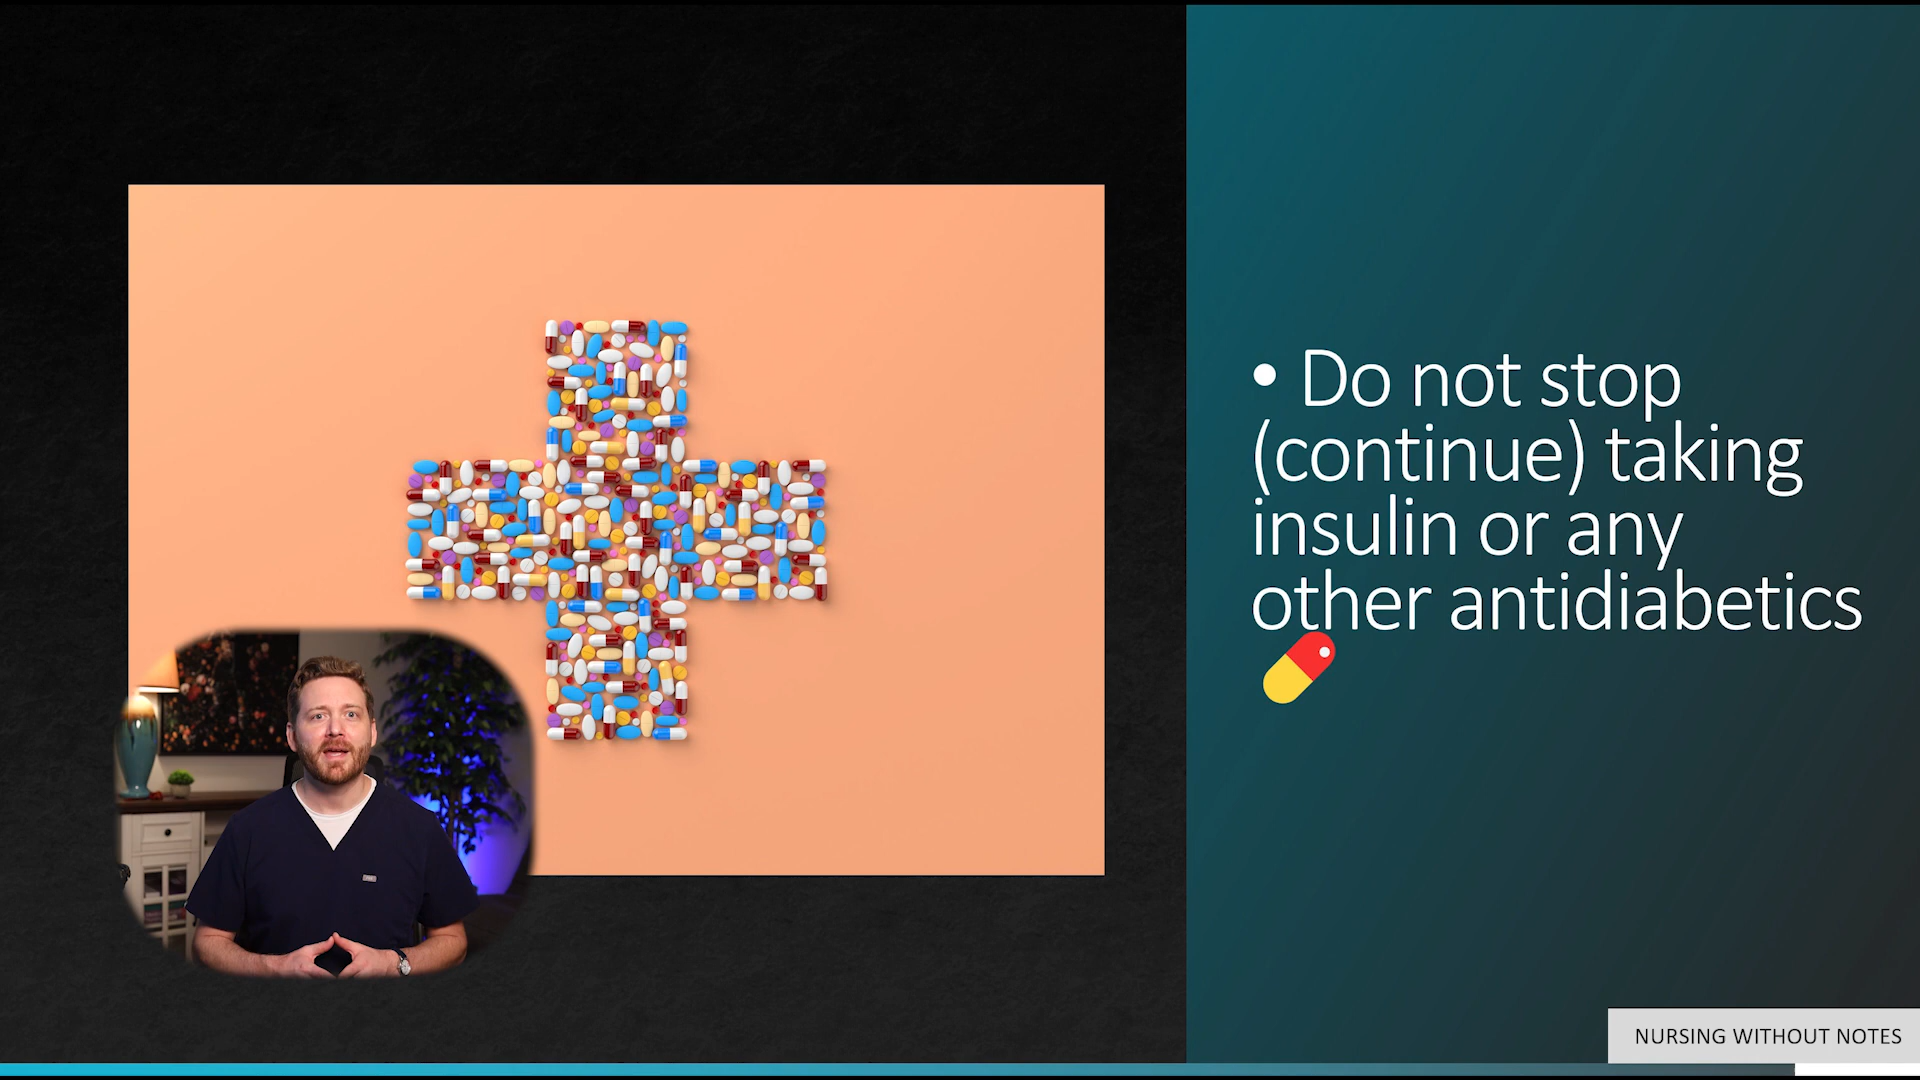 • Do not stop
(continue) taking
insulin or any
other antidiabetics
NURSING WITHOUT NOTES